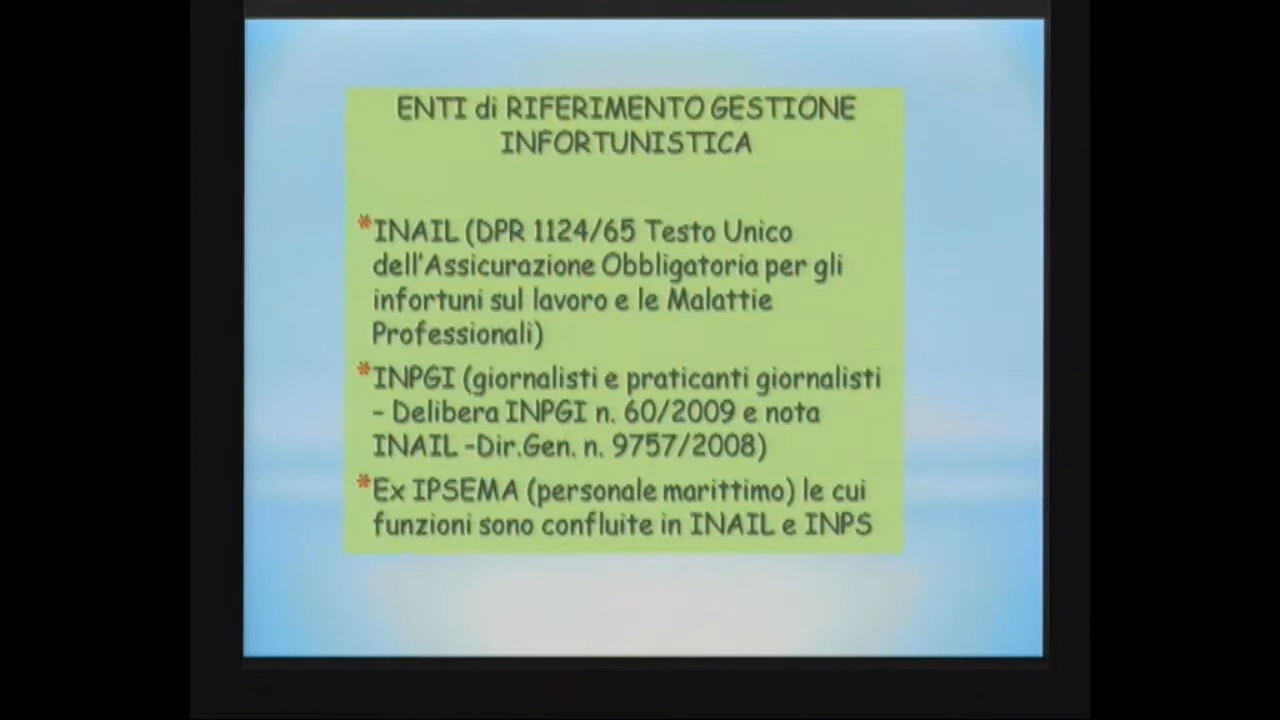 ENTI di RIFERIMENTO GESTIONE
INFORTUNISTICA
*INAIL (DPR 1124/65 Testo Unico
dell'Assicurazione Obbligatoria per gli
infortuni sul lavoro e le Malattie
Professionali)
*INPGI (giornalisti e praticanti giornalisti
– Delibera INPGI n. 60/2009 e nota
INAIL -Dir.Gen. n. 9757/2008)
*Ex IPSEMA (personale marittimo) le cui
funzioni sono confluite in INAIL e INPS